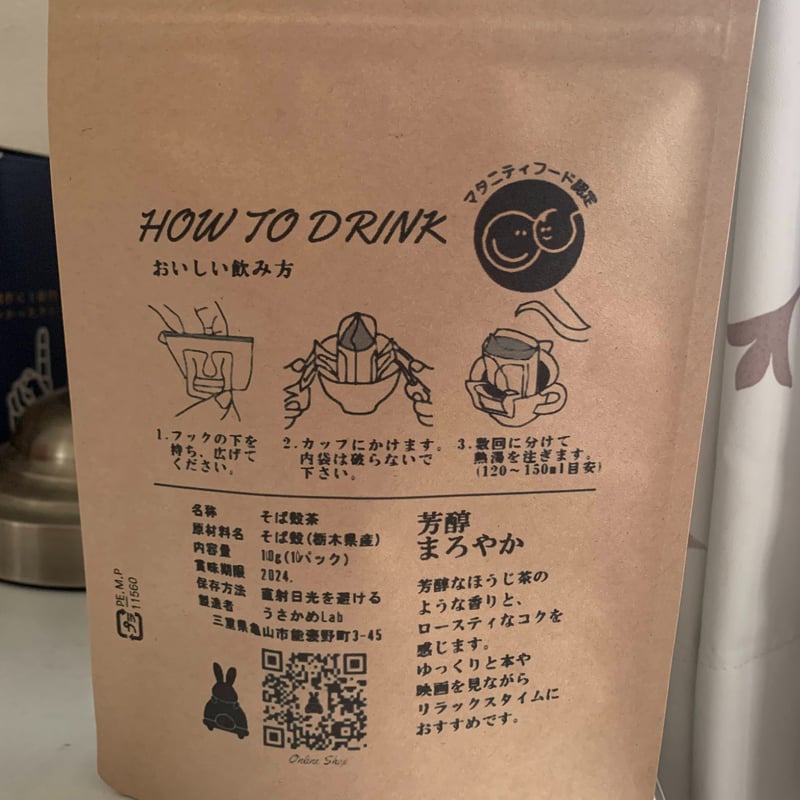 マタニティフード認定
HOW TO DRINK
おいしい飲み方
1.フックの下を
持ち、広げて
ください。
2.カップにかけます。
内袋は破らないで
下さい。
3.数回に分けて
熱湯を注ぎます。
(120～150ml目安)
名称 そば殻茶
原材料名 そば殻(栃木県産)
内容量 10g(10パック)
賞味期限 2024.
保存方法 直射日光を避ける
製造者 うさかめLab
三重県亀山市能褒野町3-45
芳醇
まろやか
芳醇なほうじ茶の
ような香りと、
ロースティなコクを
感じます。
ゆっくりと本や
映画を見ながら
リラックスタイムに
おすすめです。
プラ
PE,M,P
11560
Online Shop